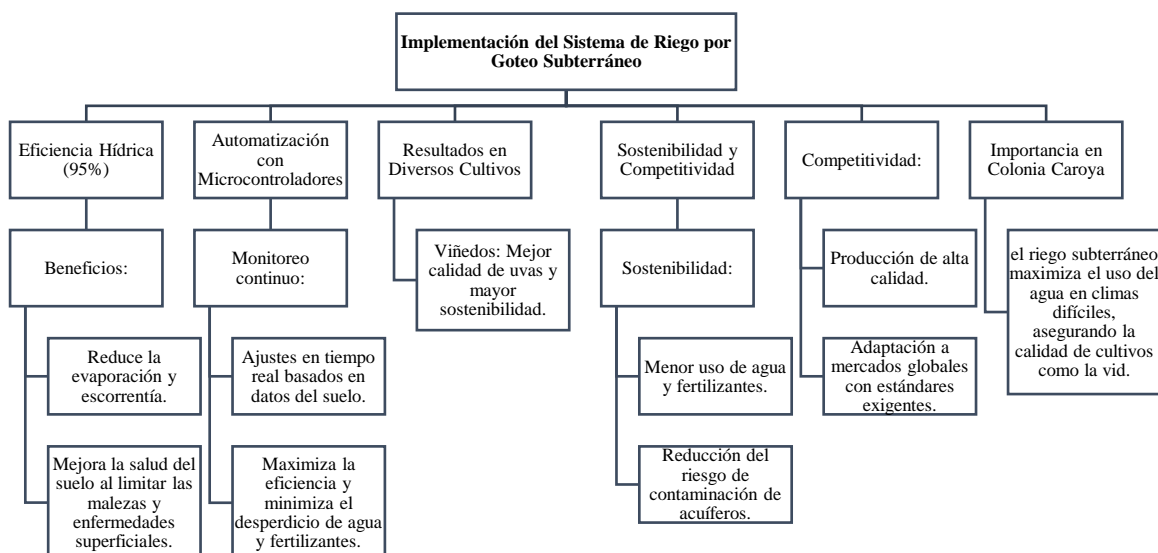 Implementación del Sistema de Riego por
Goteo Subterráneo
Eficiencia Hídrica
(95%)
Beneficios:
Reduce la
evaporación y
escorrentía.
Mejora la salud del
suelo al limitar las
malezas y
enfermedades
superficiales.
Automatización
con
Microcontroladores
Monitoreo
continuo:
Ajustes en tiempo
real basados en
datos del suelo.
Maximiza la
eficiencia y
minimiza el
desperdicio de agua
y fertilizantes.
Resultados en
Diversos Cultivos
Viñedos: Mejor
calidad de uvas y
mayor
sostenibilidad.
Sostenibilidad y
Competitividad
Sostenibilidad:
Menor uso de agua
y fertilizantes.
Reducción del
riesgo de
contaminación de
acuíferos.
Competitividad:
Producción de alta
calidad.
Adaptación a
mercados globales
con estándares
exigentes.
Importancia en
Colonia Caroya
el riego subterráneo
maximiza el uso del
agua en climas
difíciles,
asegurando la
calidad de cultivos
como la vid.